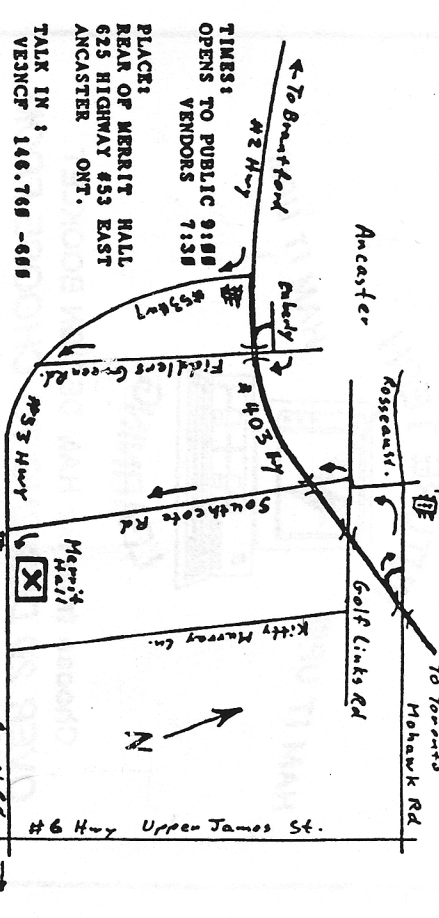 TIMES:
OPENS TO PUBLIC 9:00
VENDORS 7:30
PLACE:
REAR OF MERRIT HALL
625 HIGHWAY #53 EAST
ANCASTER ONT.
TALK IN :
VE3NCF 146.760 -600
← To Brantford
#2 Hwy
Ancaster
#53 Hwy
Fiddlers Green Rd.
#403 Hy
Rosseau St.
Southcote Rd
Golf Links Rd
To Toronto
Mohawk Rd
#53 Hwy
Merrit
Hall
X
Kitty Murray Ln.
N
#6 Hwy Upper James St.